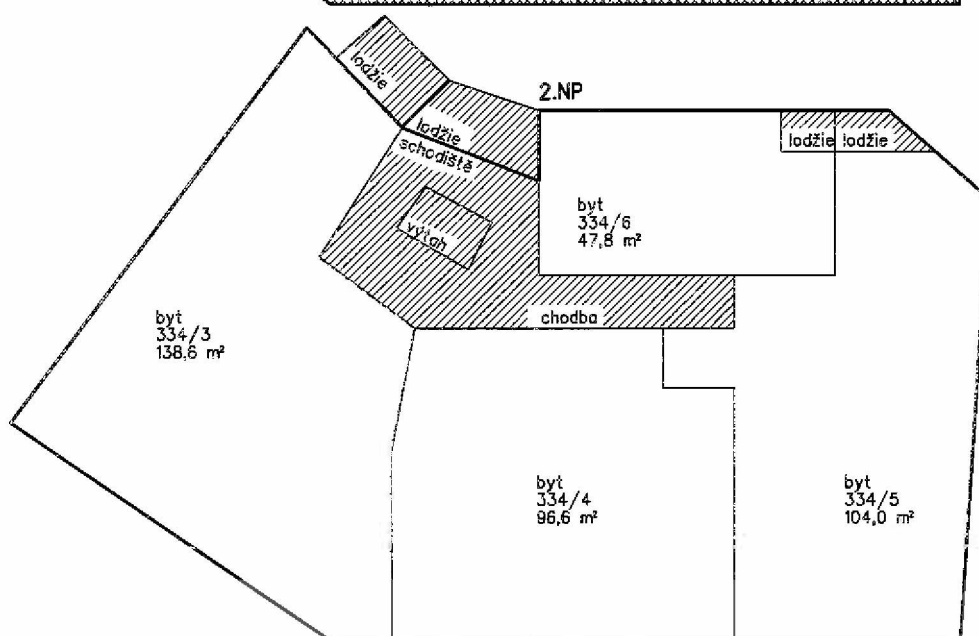 2.NP
lodžie
lodžie
lodžie lodžie
schodiště
výtah
byt
334/6
47,8 m²
chodba
byt
334/3
138,6 m²
byt
334/4
96,6 m²
byt
334/5
104,0 m²